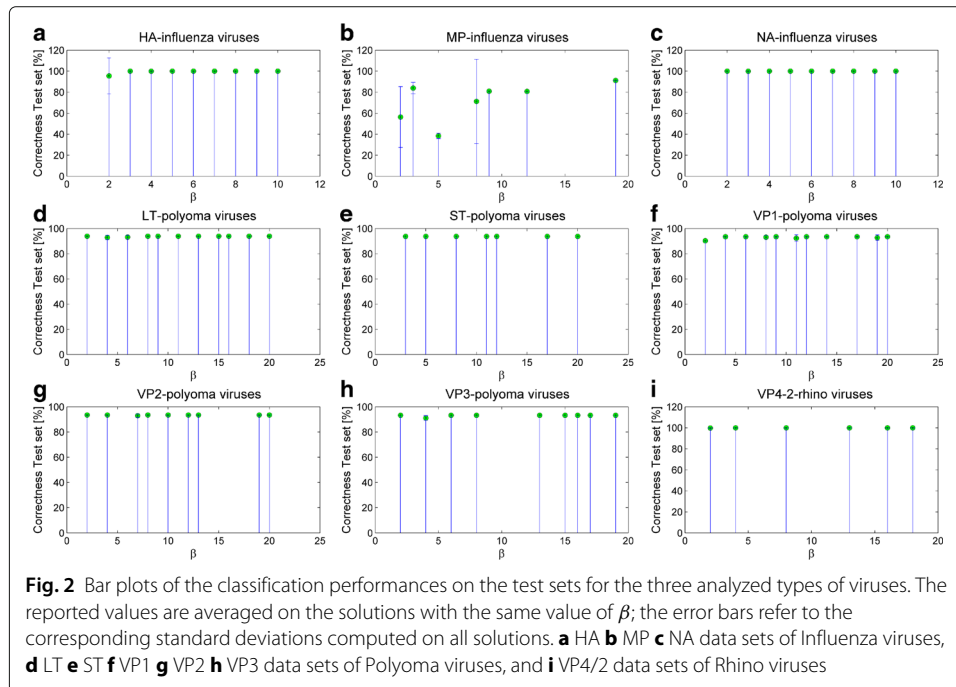 a
HA-influenza viruses
Correctness Test set [%]
120
100
80
60
40
20
0
0 2 4 6 8 10 12
β
b
MP-influenza viruses
Correctness Test set [%]
120
100
80
60
40
20
0
0 5 10 15 20
β
c
NA-influenza viruses
Correctness Test set [%]
120
100
80
60
40
20
0
0 2 4 6 8 10 12
β
d
LT-polyoma viruses
Correctness Test set [%]
100
80
60
40
20
0
0 5 10 15 20 25
β
e
ST-polyoma viruses
Correctness Test set [%]
100
80
60
40
20
0
0 5 10 15 20 25
β
f
VP1-polyoma viruses
Correctness Test set [%]
100
80
60
40
20
0
0 5 10 15 20 25
β
g
VP2-polyoma viruses
Correctness Test set [%]
100
80
60
40
20
0
0 5 10 15 20 25
β
h
VP3-polyoma viruses
Correctness Test set [%]
100
80
60
40
20
0
0 5 10 15 20
β
i
VP4-2-rhino viruses
Correctness Test set [%]
120
100
80
60
40
20
0
0 5 10 15 20
β
Fig. 2 Bar plots of the classification performances on the test sets for the three analyzed types of viruses. The
reported values are averaged on the solutions with the same value of β; the error bars refer to the
corresponding standard deviations computed on all solutions. a HA b MP c NA data sets of Influenza viruses,
d LT e ST f VP1 g VP2 h VP3 data sets of Polyoma viruses, and i VP4/2 data sets of Rhino viruses